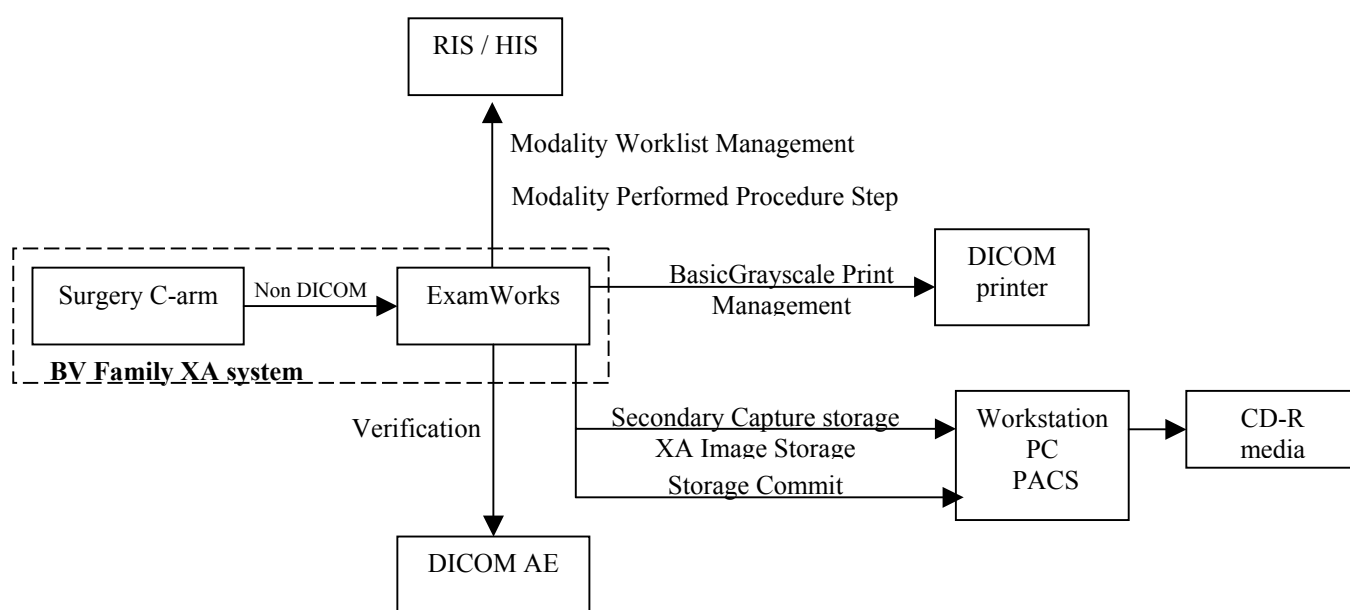 RIS / HIS
Modality Worklist Management
Modality Performed Procedure Step
Surgery C-arm
Non DICOM
ExamWorks
BV Family XA system
BasicGrayscale Print
Management
DICOM
printer
Verification
Secondary Capture storage
XA Image Storage
Storage Commit
Workstation
PC
PACS
CD-R
media
DICOM AE